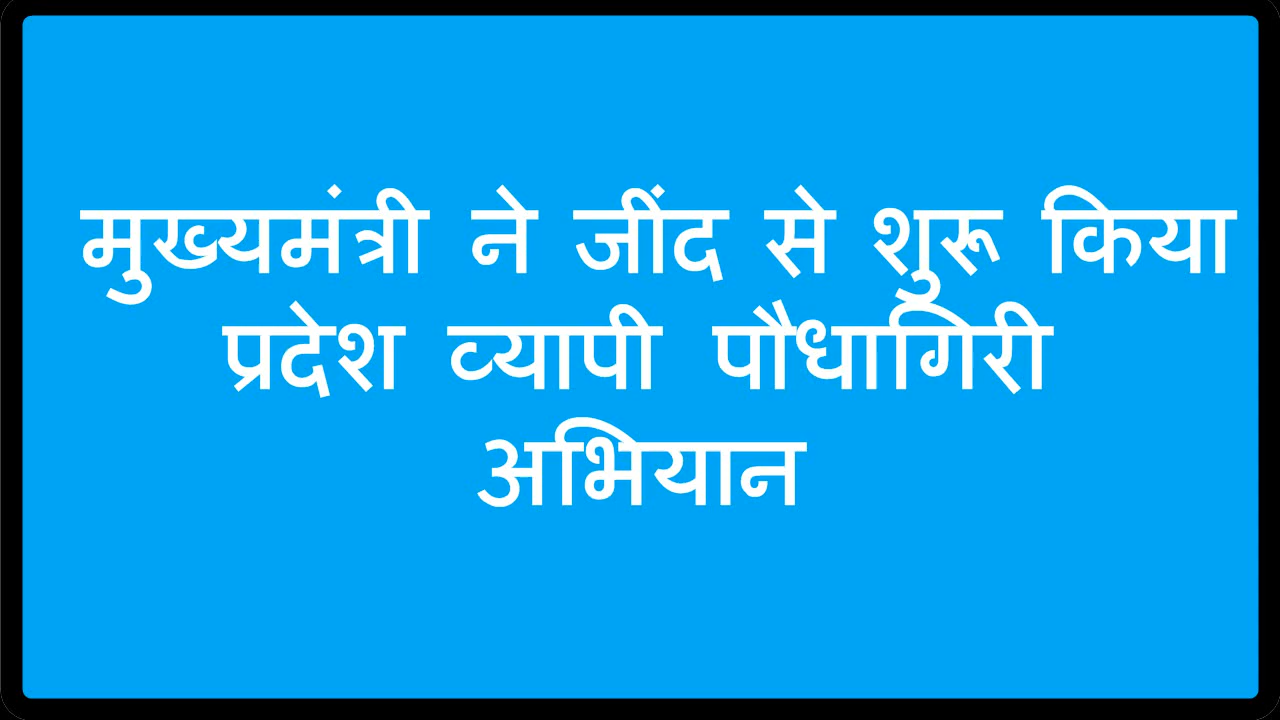 मुख्यमंत्री ने जींद से शुरू किया
प्रदेश व्यापी पौधागिरी
अभियान